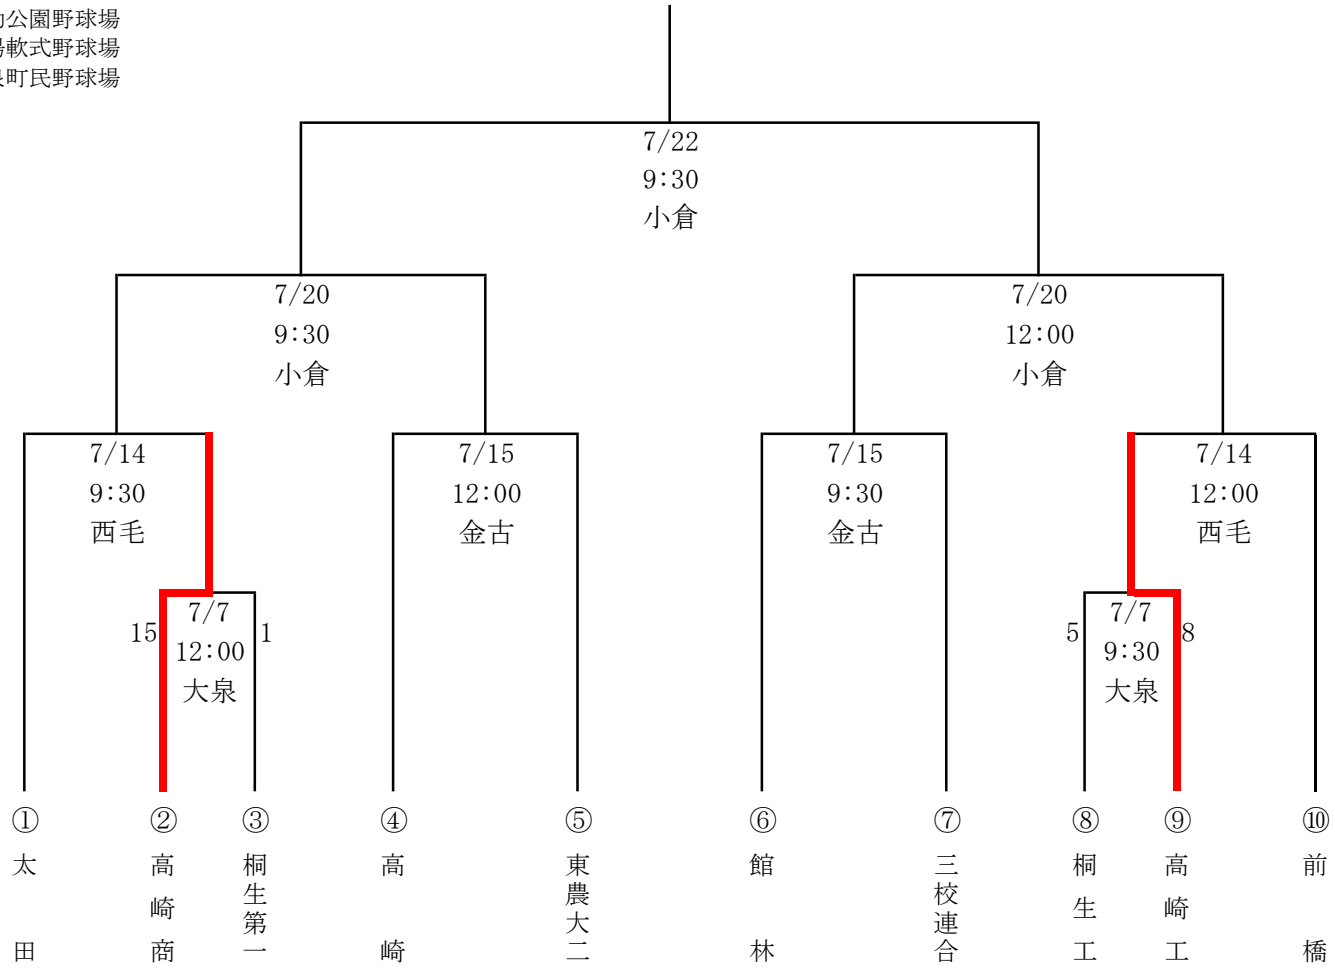 公園野球場
軟式野球場
町民野球場
7/22
9:30
小倉
7/20
9:30
小倉
7/20
12:00
小倉
7/14
9:30
西毛
7/15
12:00
金古
7/15
9:30
金古
7/14
12:00
西毛
15
7/7
1
12:00
大泉
5
7/7
8
9:30
大泉
①
太田
②
高崎商
③
桐生第一
④
高崎
⑤
東農大二
⑥
館林
⑦
三校連合
⑧
桐生工
⑨
高崎工
⑩
前橋